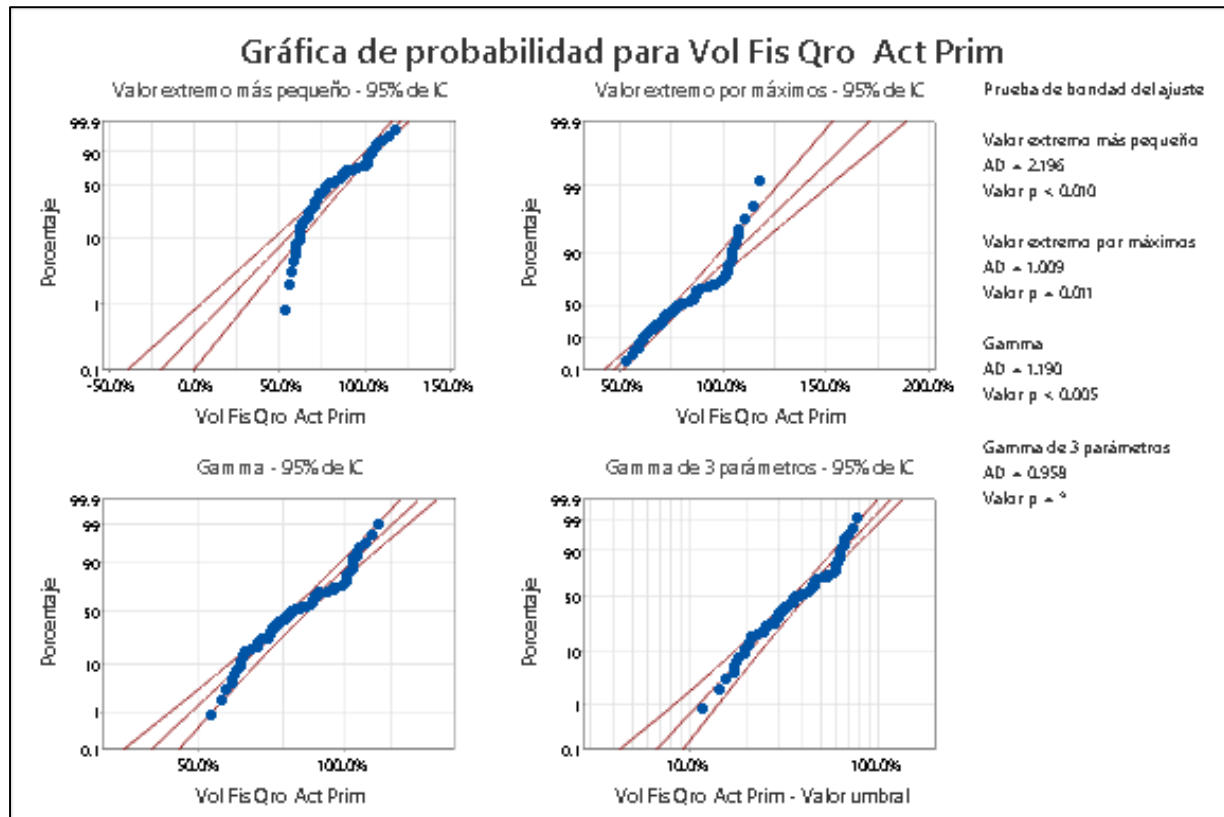 Gráfica de probabilidad para Vol Fis Qro Act Prim
Valor extremo más pequeño - 95% de IC
99.9
90
50
10
1
0.1
Porcentaje
-50.0% 0.0% 50.0% 100.0% 150.0%
Vol Fis Qro Act Prim
Valor extremo por máximos - 95% de IC
99.9
99
90
50
10
0.1
Porcentaje
50.0% 100.0% 150.0% 200.0%
Vol Fis Qro Act Prim
Gamma - 95% de IC
99.9
99
90
50
10
1
0.1
Porcentaje
50.0% 100.0%
Vol Fis Qro Act Prim
Gamma de 3 parámetros - 95% de IC
99.9
99
90
50
10
1
0.1
Porcentaje
10.0% 100.0%
Vol Fis Qro Act Prim - Valor umbral
Prueba de bondad del ajuste
Valor extremo más pequeño
AD = 2.196
Valor p < 0.010
Valor extremo por máximos
AD = 1.009
Valor p = 0.011
Gamma
AD = 1.190
Valor p < 0.005
Gamma de 3 parámetros
AD = 0.958
Valor p = *